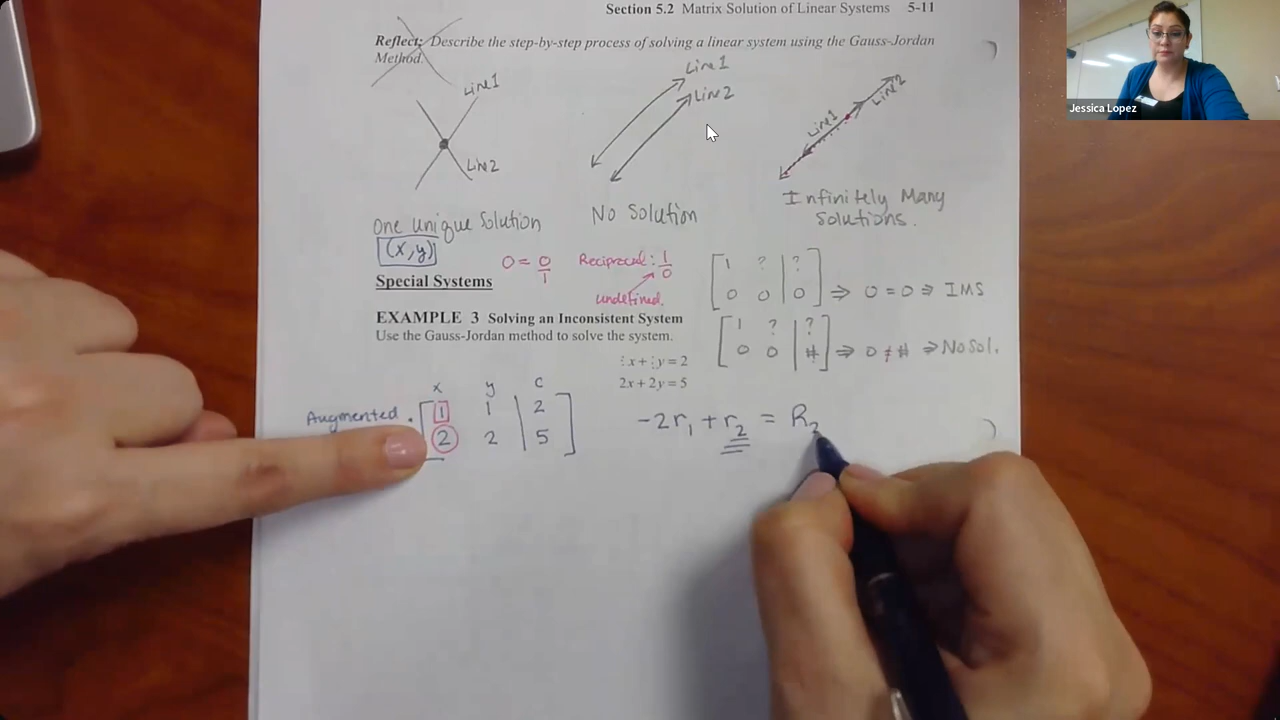 Section 5.2 Matrix Solution of Linear Systems 5-11
Reflect: Describe the step-by-step process of solving a linear system using the Gauss-Jordan
Method.
Line1
Line2
Line1
Line2
Line1
Line2
One Unique Solution
(x,y)
No Solution
Infinitely Many
Solutions.
Special Systems
0 = 0/1
Reciprocal: 1/0
undefined.
[ 1 ? | ? ]
[ 0 0 | 0 ] ⇒ 0 = 0 ⇒ IMS
[ 1 ? | ? ]
[ 0 0 | # ] ⇒ 0 ≠ # ⇒ No Sol.
EXAMPLE 3 Solving an Inconsistent System
Use the Gauss-Jordan method to solve the system.
x + y = 2
2x + 2y = 5
x y C
Augmented.
[ 1 1 | 2 ]
[ 2 2 | 5 ]
-2r₁ + r₂ = R₂
Jessica Lopez